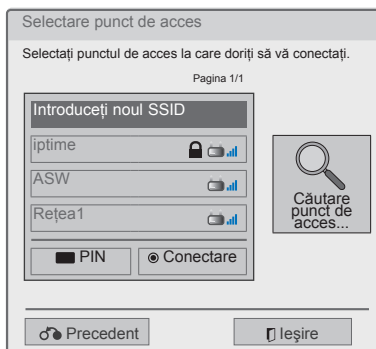 Selectare punct de acces
Selectați punctul de acces la care doriți să vă conectați.
Pagina 1/1
Introduceți noul SSID
iptime
ASW
Rețea1
PIN
Conectare
Căutare
punct de
acces...
Precedent
Ieșire